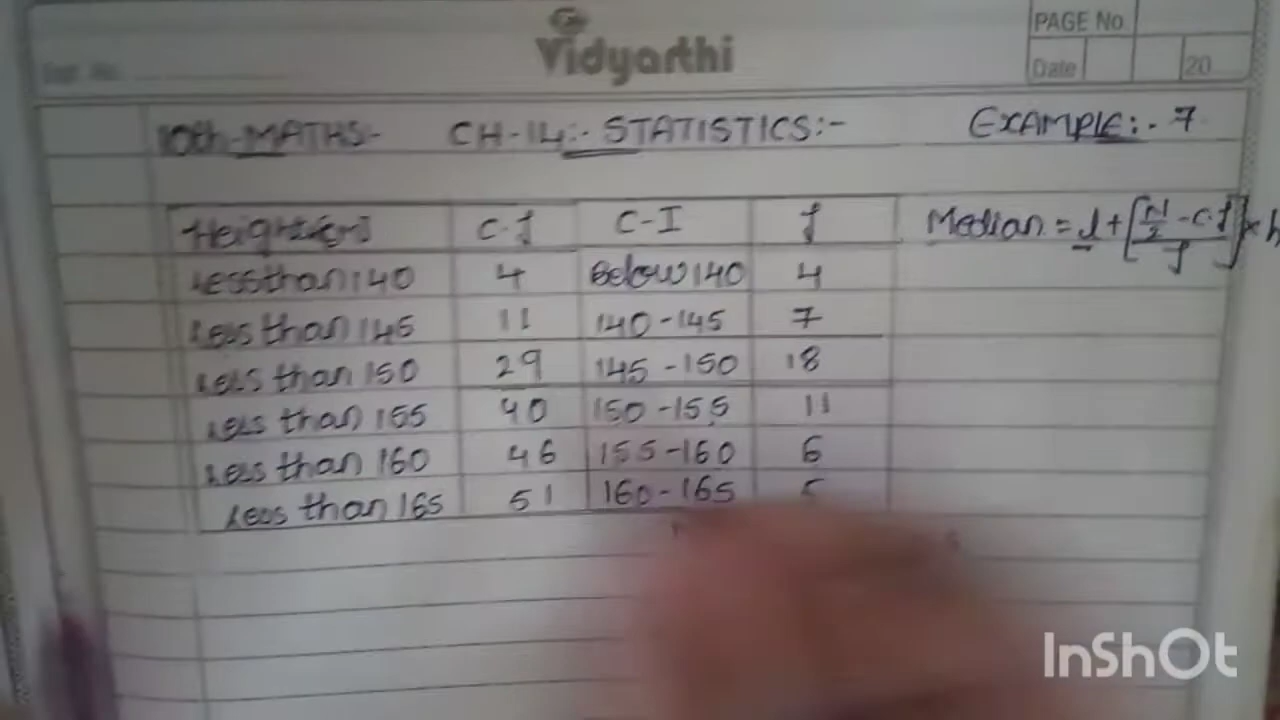 Vidyarthi
PAGE No.
Date 20
10th-MATHS:- CH-14:- STATISTICS:- EXAMPLE:- 7
Height(cm) C.f C-I f Median = l+[N/2 - c.f/f]×h
Less than 140 4 Below 140 4
Less than 145 11 140-145 7
Less than 150 29 145-150 18
Less than 155 40 150-155 11
Less than 160 46 155-160 6
Less than 165 51 160-165 5
InShOt